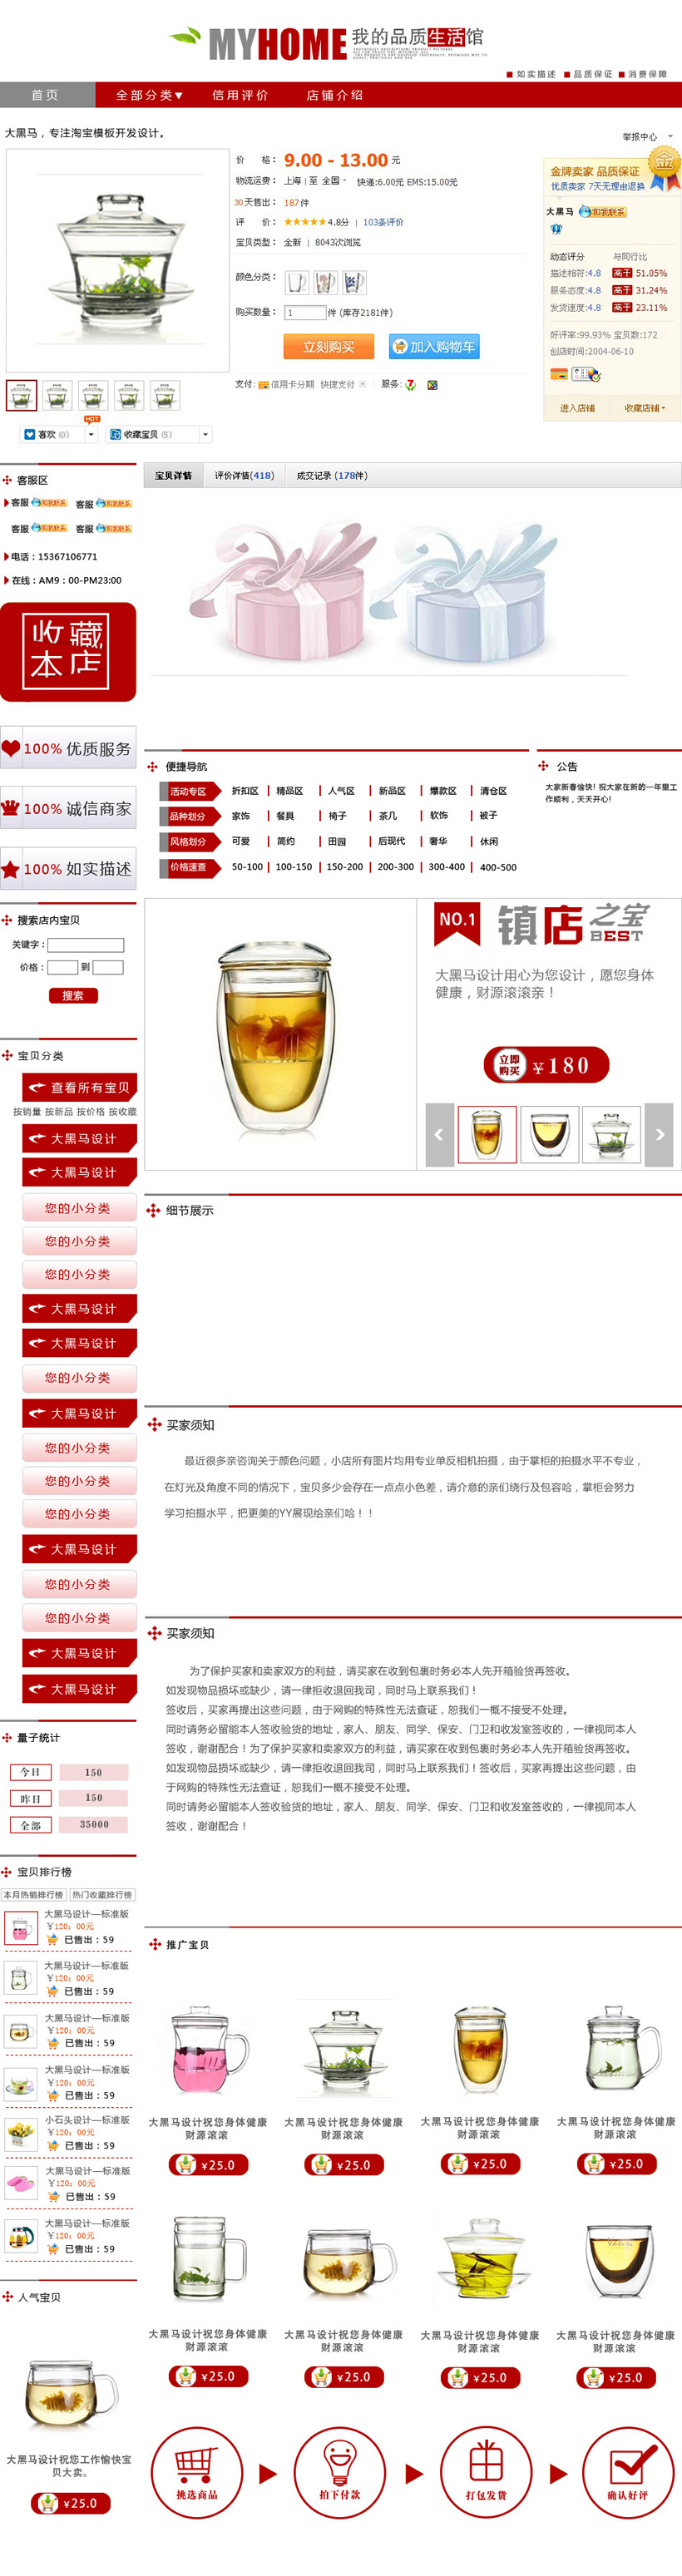 MYHOME 我的品质生活馆
如实描述 品质保证 消费保障
首页 全部分类▼ 信用评价 店铺介绍
大黑马，专注淘宝模板开发设计。
举报中心
价 格： 9.00 - 13.00 元
物流运费： 上海 | 至 全国 快递:6.00元 EMS:15.00元
30天售出： 187 件
评 价： 4.8分 | 103条评价
宝贝类型： 全新 | 8043次浏览
颜色分类：
购买数量： 1 件 (库存2181件)
立刻购买 加入购物车
支付： 信用卡分期 快捷支付 服务：
HOT
喜欢 (0) 收藏宝贝 (5)
金
金牌卖家 品质保证
优质卖家 7天无理由退换
大黑马 和我联系
动态评分 与同行比
描述相符:4.8 高于 51.05%
服务态度:4.8 高于 31.24%
发货速度:4.8 高于 23.11%
好评率:99.93% 宝贝数:172
创店时间:2004-06-10
进入店铺 收藏店铺
客服区
客服 和我联系 客服 和我联系
客服 和我联系 客服 和我联系
电话：15367106771
在线：AM9：00-PM23:00
收藏
本店
100% 优质服务
100% 诚信商家
100% 如实描述
搜索店内宝贝
关键字：
价格： 到
搜索
宝贝分类
查看所有宝贝
按销量 按新品 按价格 按收藏
大黑马设计
大黑马设计
您的小分类
您的小分类
您的小分类
大黑马设计
大黑马设计
您的小分类
大黑马设计
您的小分类
您的小分类
您的小分类
大黑马设计
您的小分类
您的小分类
大黑马设计
大黑马设计
量子统计
今日 150
昨日 150
全部 35000
宝贝排行榜
本月热销排行榜 热门收藏排行榜
大黑马设计—标准版
￥120：00元
已售出：59
大黑马设计—标准版
￥120：00元
已售出：59
大黑马设计—标准版
￥120：00元
已售出：59
大黑马设计—标准版
￥120：00元
已售出：59
小石头设计—标准版
￥120：00元
已售出：59
大黑马设计—标准版
￥120：00元
已售出：59
大黑马设计—标准版
￥120：00元
已售出：59
人气宝贝
大黑马设计祝您工作愉快宝
贝大卖。
¥25.0
宝贝详情 评价详情(418) 成交记录 (178件)
便捷导航
活动专区 折扣区 精品区 人气区 新品区 爆款区 清仓区
品种划分 家饰 餐具 椅子 茶几 软饰 被子
风格划分 可爱 简约 田园 后现代 奢华 休闲
价格速查 50-100 100-150 150-200 200-300 300-400 400-500
公告
大家新春愉快! 祝大家在新的一年里工
作顺利，天天开心!
NO.1 镇店之宝 BEST
大黑马设计用心为您设计，愿您身体
健康，财源滚滚亲！
立即购买 ¥180
细节展示
买家须知
最近很多亲咨询关于颜色问题，小店所有图片均用专业单反相机拍摄，由于掌柜的拍摄水平不专业，
在灯光及角度不同的情况下，宝贝多少会存在一点点小色差，请介意的亲们绕行及包容哈，掌柜会努力
学习拍摄水平，把更美的YY展现给亲们哈！！
买家须知
为了保护买家和卖家双方的利益，请买家在收到包裹时务必本人先开箱验货再签收。
如发现物品损坏或缺少，请一律拒收退回我司，同时马上联系我们！
签收后，买家再提出这些问题，由于网购的特殊性无法查证，恕我们一概不接受不处理。
同时请务必留能本人签收验货的地址，家人、朋友、同学、保安、门卫和收发室签收的，一律视同本人
签收，谢谢配合！为了保护买家和卖家双方的利益，请买家在收到包裹时务必本人先开箱验货再签收。
如发现物品损坏或缺少，请一律拒收退回我司，同时马上联系我们！签收后，买家再提出这些问题，由
于网购的特殊性无法查证，恕我们一概不接受不处理。
同时请务必留能本人签收验货的地址，家人、朋友、同学、保安、门卫和收发室签收的，一律视同本人
签收，谢谢配合！
推广宝贝
大黑马设计祝您身体健康 大黑马设计祝您身体健康 大黑马设计祝您身体健康 大黑马设计祝您身体健康
财源滚滚 财源滚滚 财源滚滚 财源滚滚
¥25.0 ¥25.0 ¥25.0 ¥25.0
大黑马设计祝您身体健康 大黑马设计祝您身体健康 大黑马设计祝您身体健康 大黑马设计祝您身体健康
财源滚滚 财源滚滚 财源滚滚 财源滚滚
¥25.0 ¥25.0 ¥25.0 ¥25.0
挑选商品 拍下付款 打包发货 确认好评